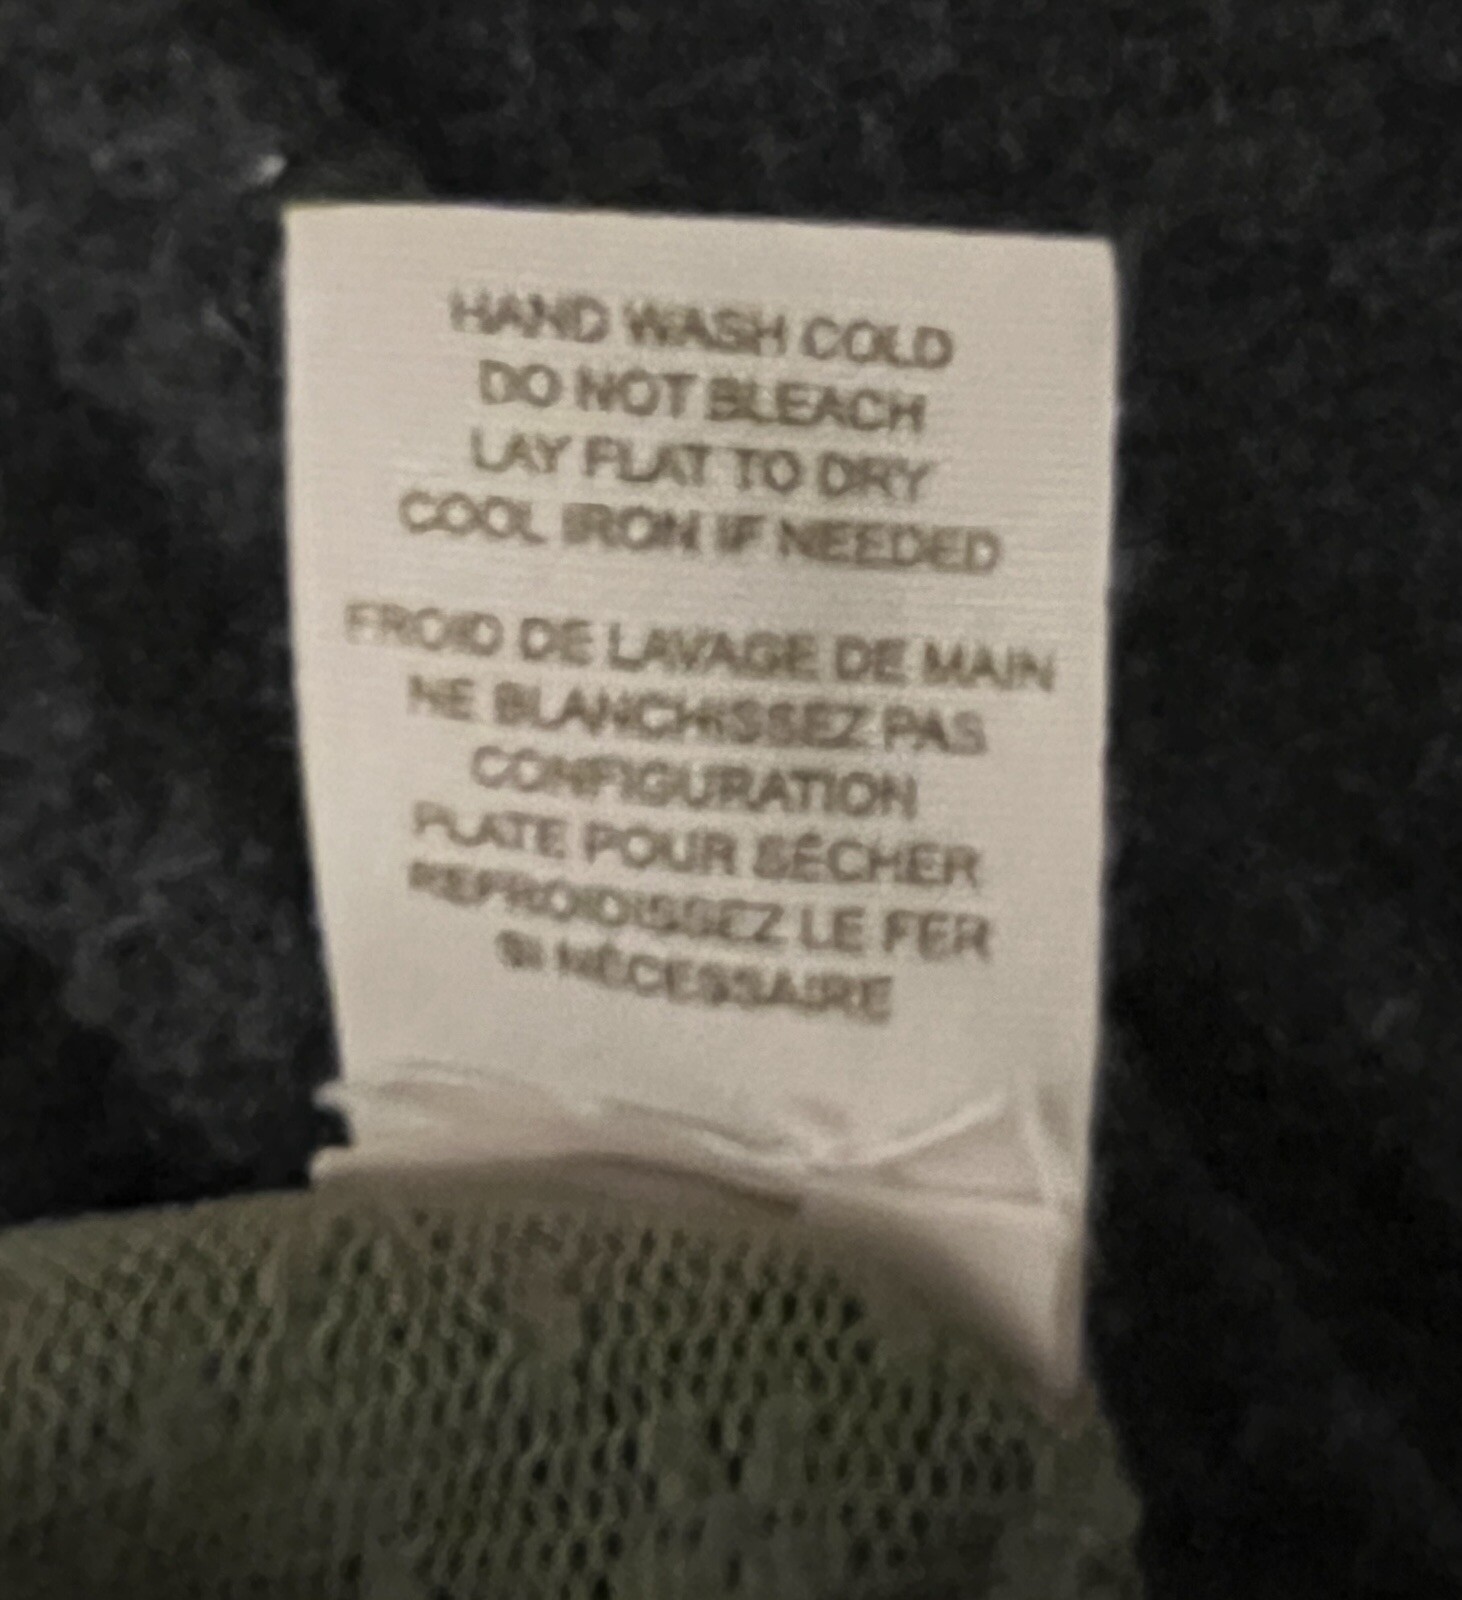 HAND WASH COLD
DO NOT BLEACH
LAY FLAT TO DRY
COOL IRON IF NEEDED
FROID DE LAVAGE DE MAIN
NE BLANCHISSEZ PAS
CONFIGURATION
PLATE POUR SÉCHER
REFROIDISSEZ LE FER
SI NÉCESSAIRE